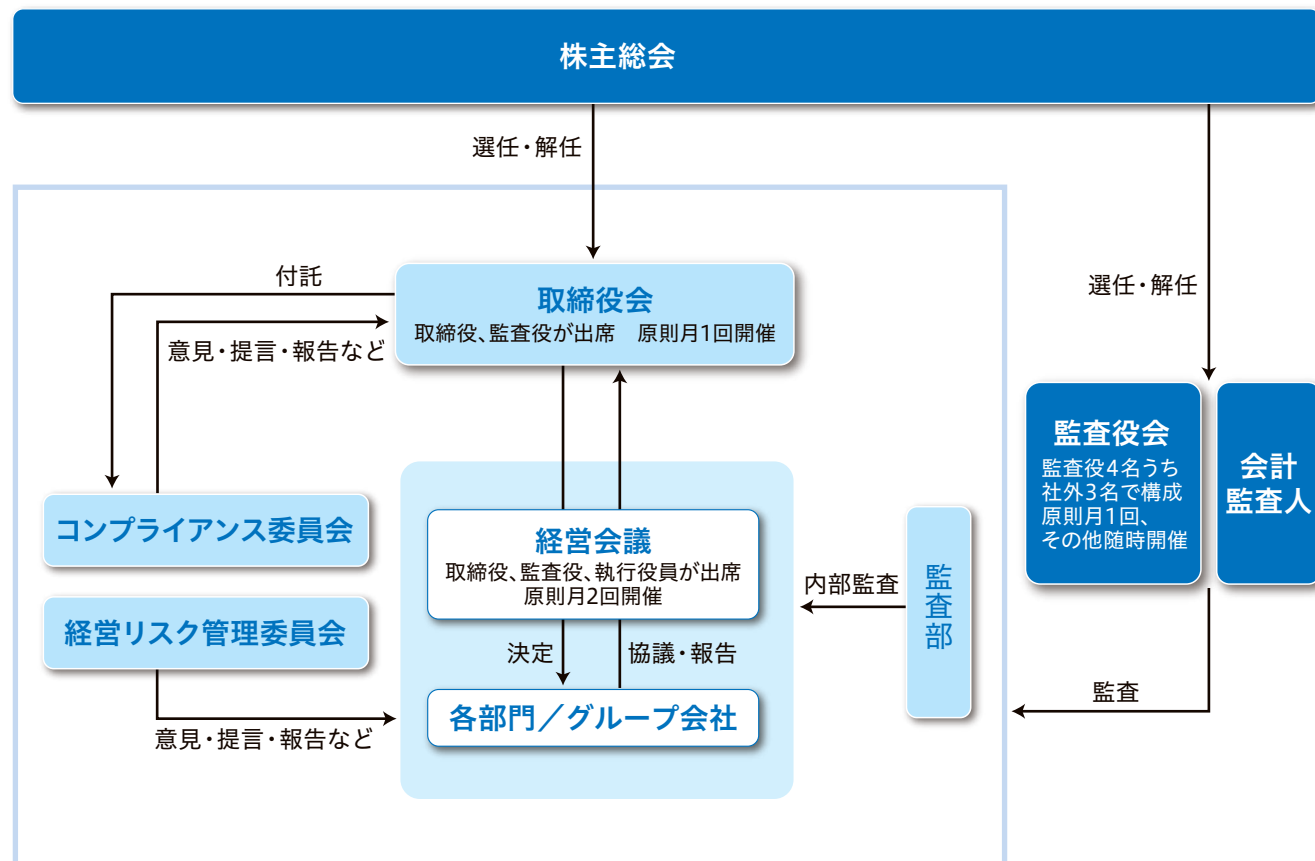 株主総会
選任・解任
付託
取締役会
取締役、監査役が出席　原則月1回開催
意見・提言・報告など
選任・解任
監査役会
監査役4名うち
社外3名で構成
原則月1回、
その他随時開催
会計
監査人
コンプライアンス委員会
経営会議
取締役、監査役、執行役員が出席
原則月2回開催
内部監査
監査部
経営リスク管理委員会
決定
協議・報告
各部門／グループ会社
監査
意見・提言・報告など